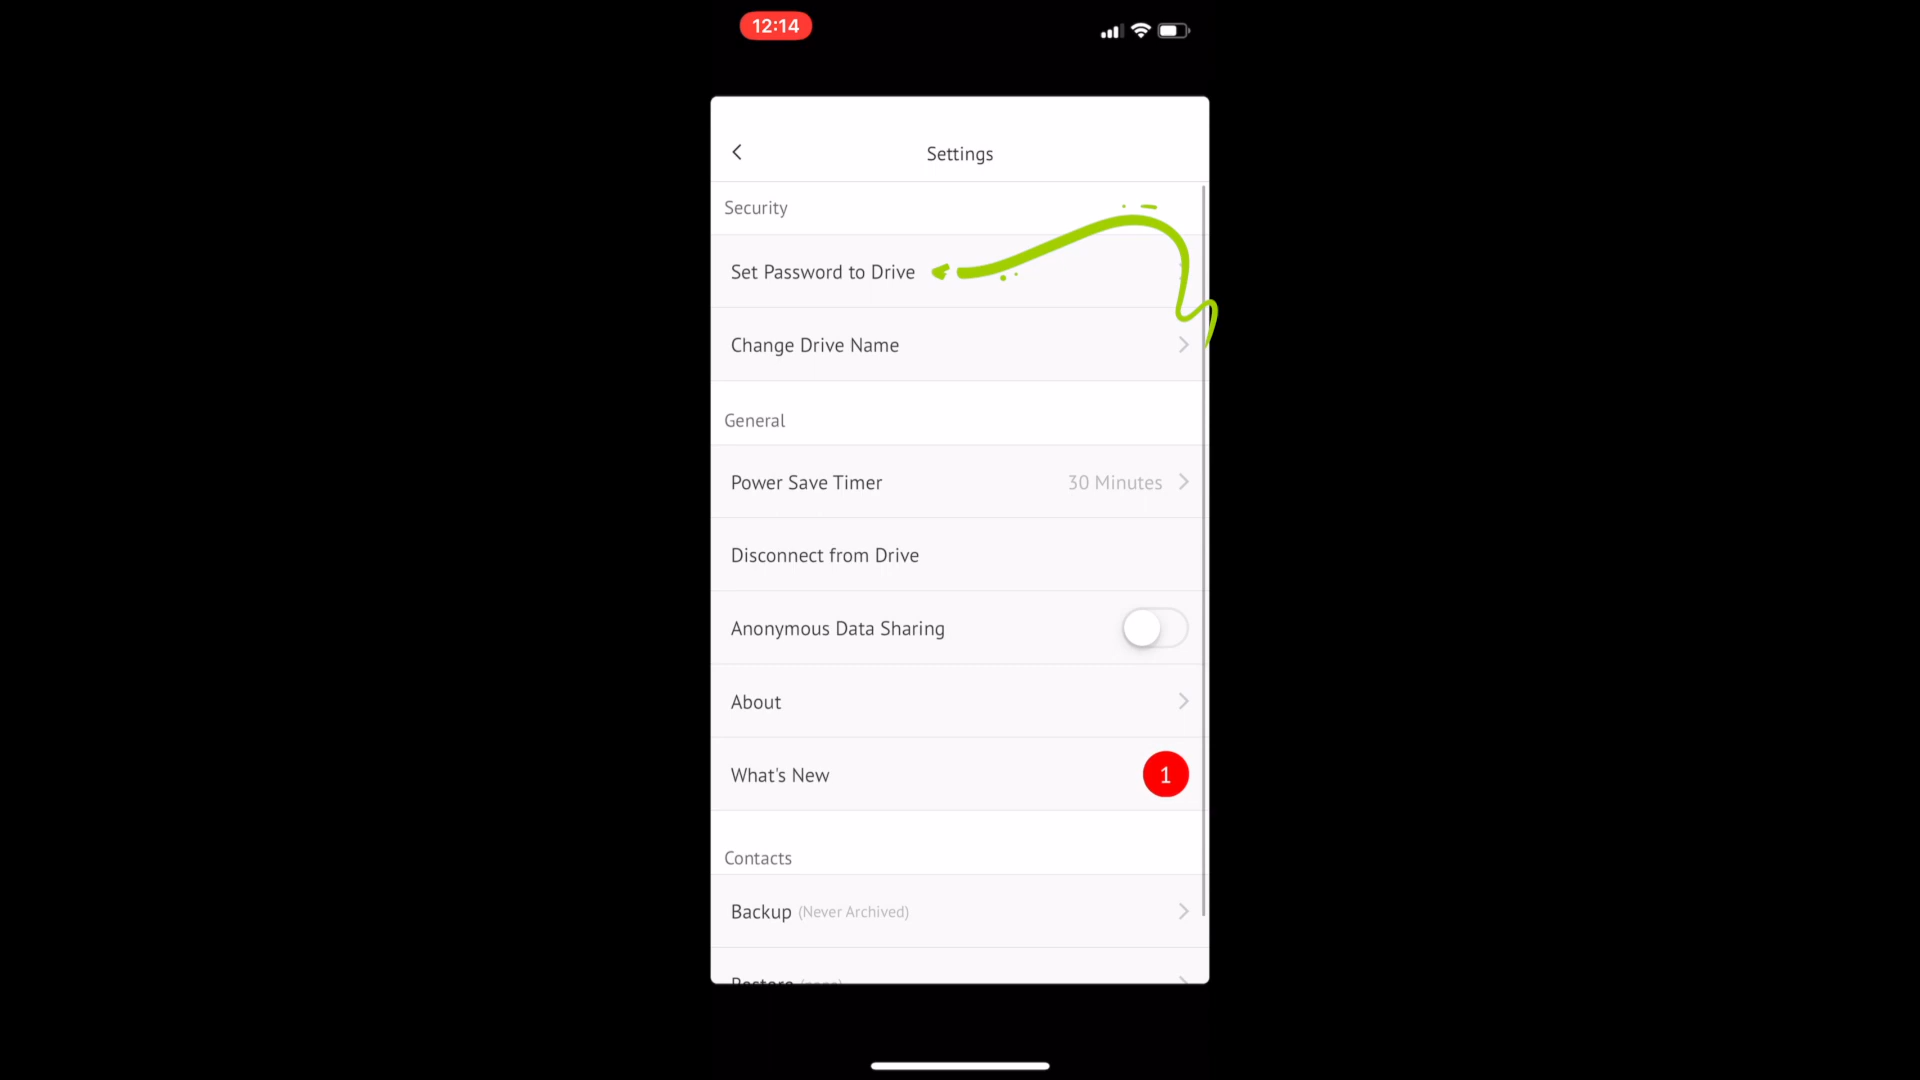 12:14
Settings
Security
Set Password to Drive
Change Drive Name
General
Power Save Timer 30 Minutes
Disconnect from Drive
Anonymous Data Sharing
About
What's New 1
Contacts
Backup (Never Archived)
Restore